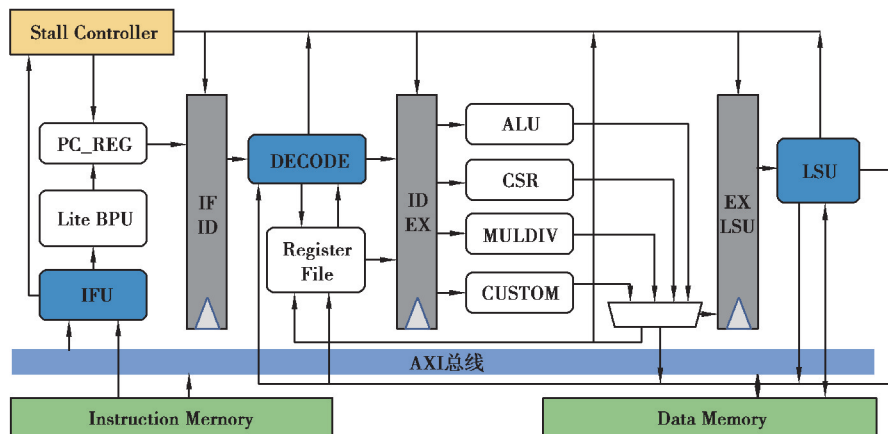 Stall Controller
PC_REG
Lite BPU
IFU
IF
ID
DECODE
Register
File
ID
EX
ALU
CSR
MULDIV
CUSTOM
EX
LSU
LSU
AXI总线
Instruction Mernory
Data Memory